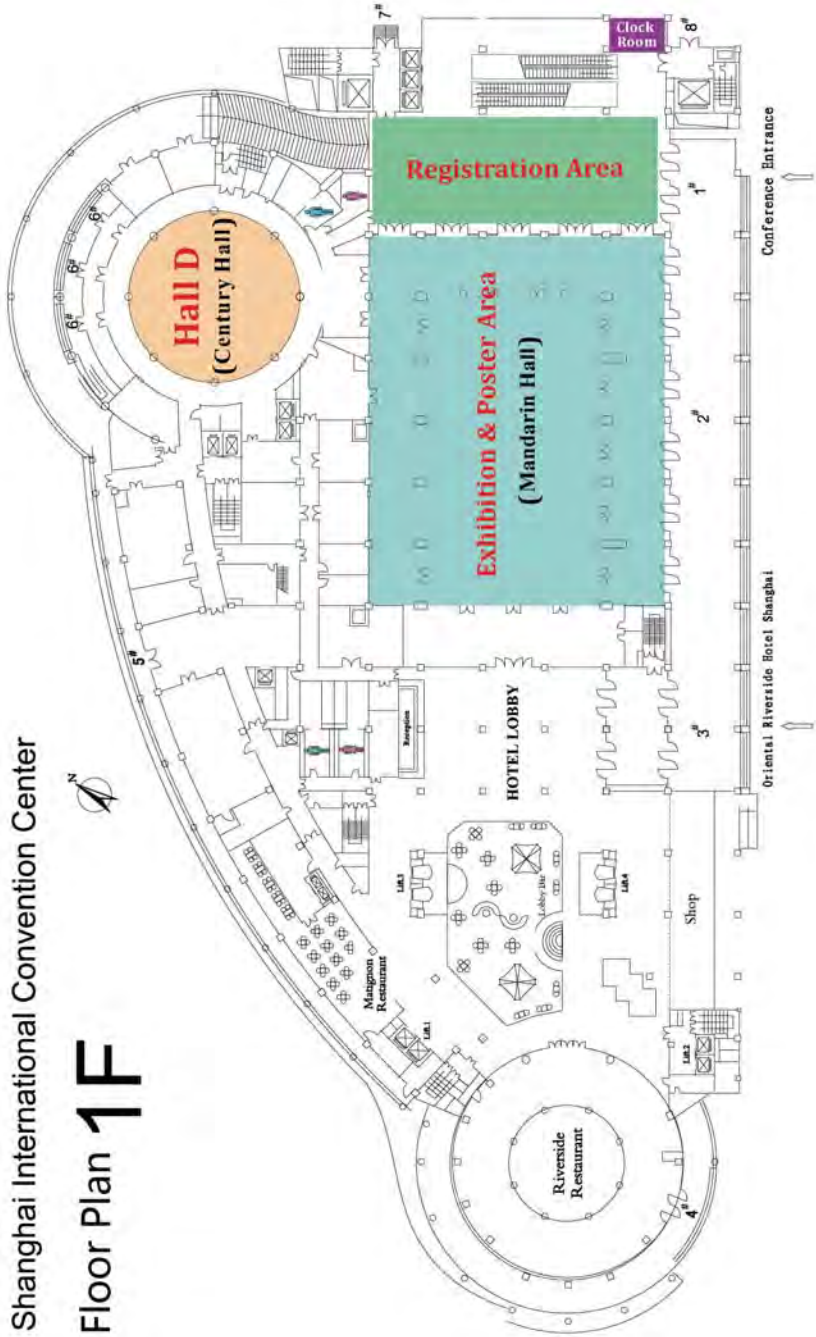 Shanghai International Convention Center
Floor Plan 1F
N
5#
6#
6#
6#
7#
Hall D
(Century Hall)
Clock
Room
8#
Registration Area
Exhibition & Poster Area
(Mandarin Hall)
1#
2#
3#
Conference Entrance
Oriental Riverside Hotel Shanghai
Reception
HOTEL LOBBY
Lift.3
Lobby Bar
Lift.4
Shop
Matignon
Restaurant
Lift.1
Lift.2
Riverside
Restaurant
4#